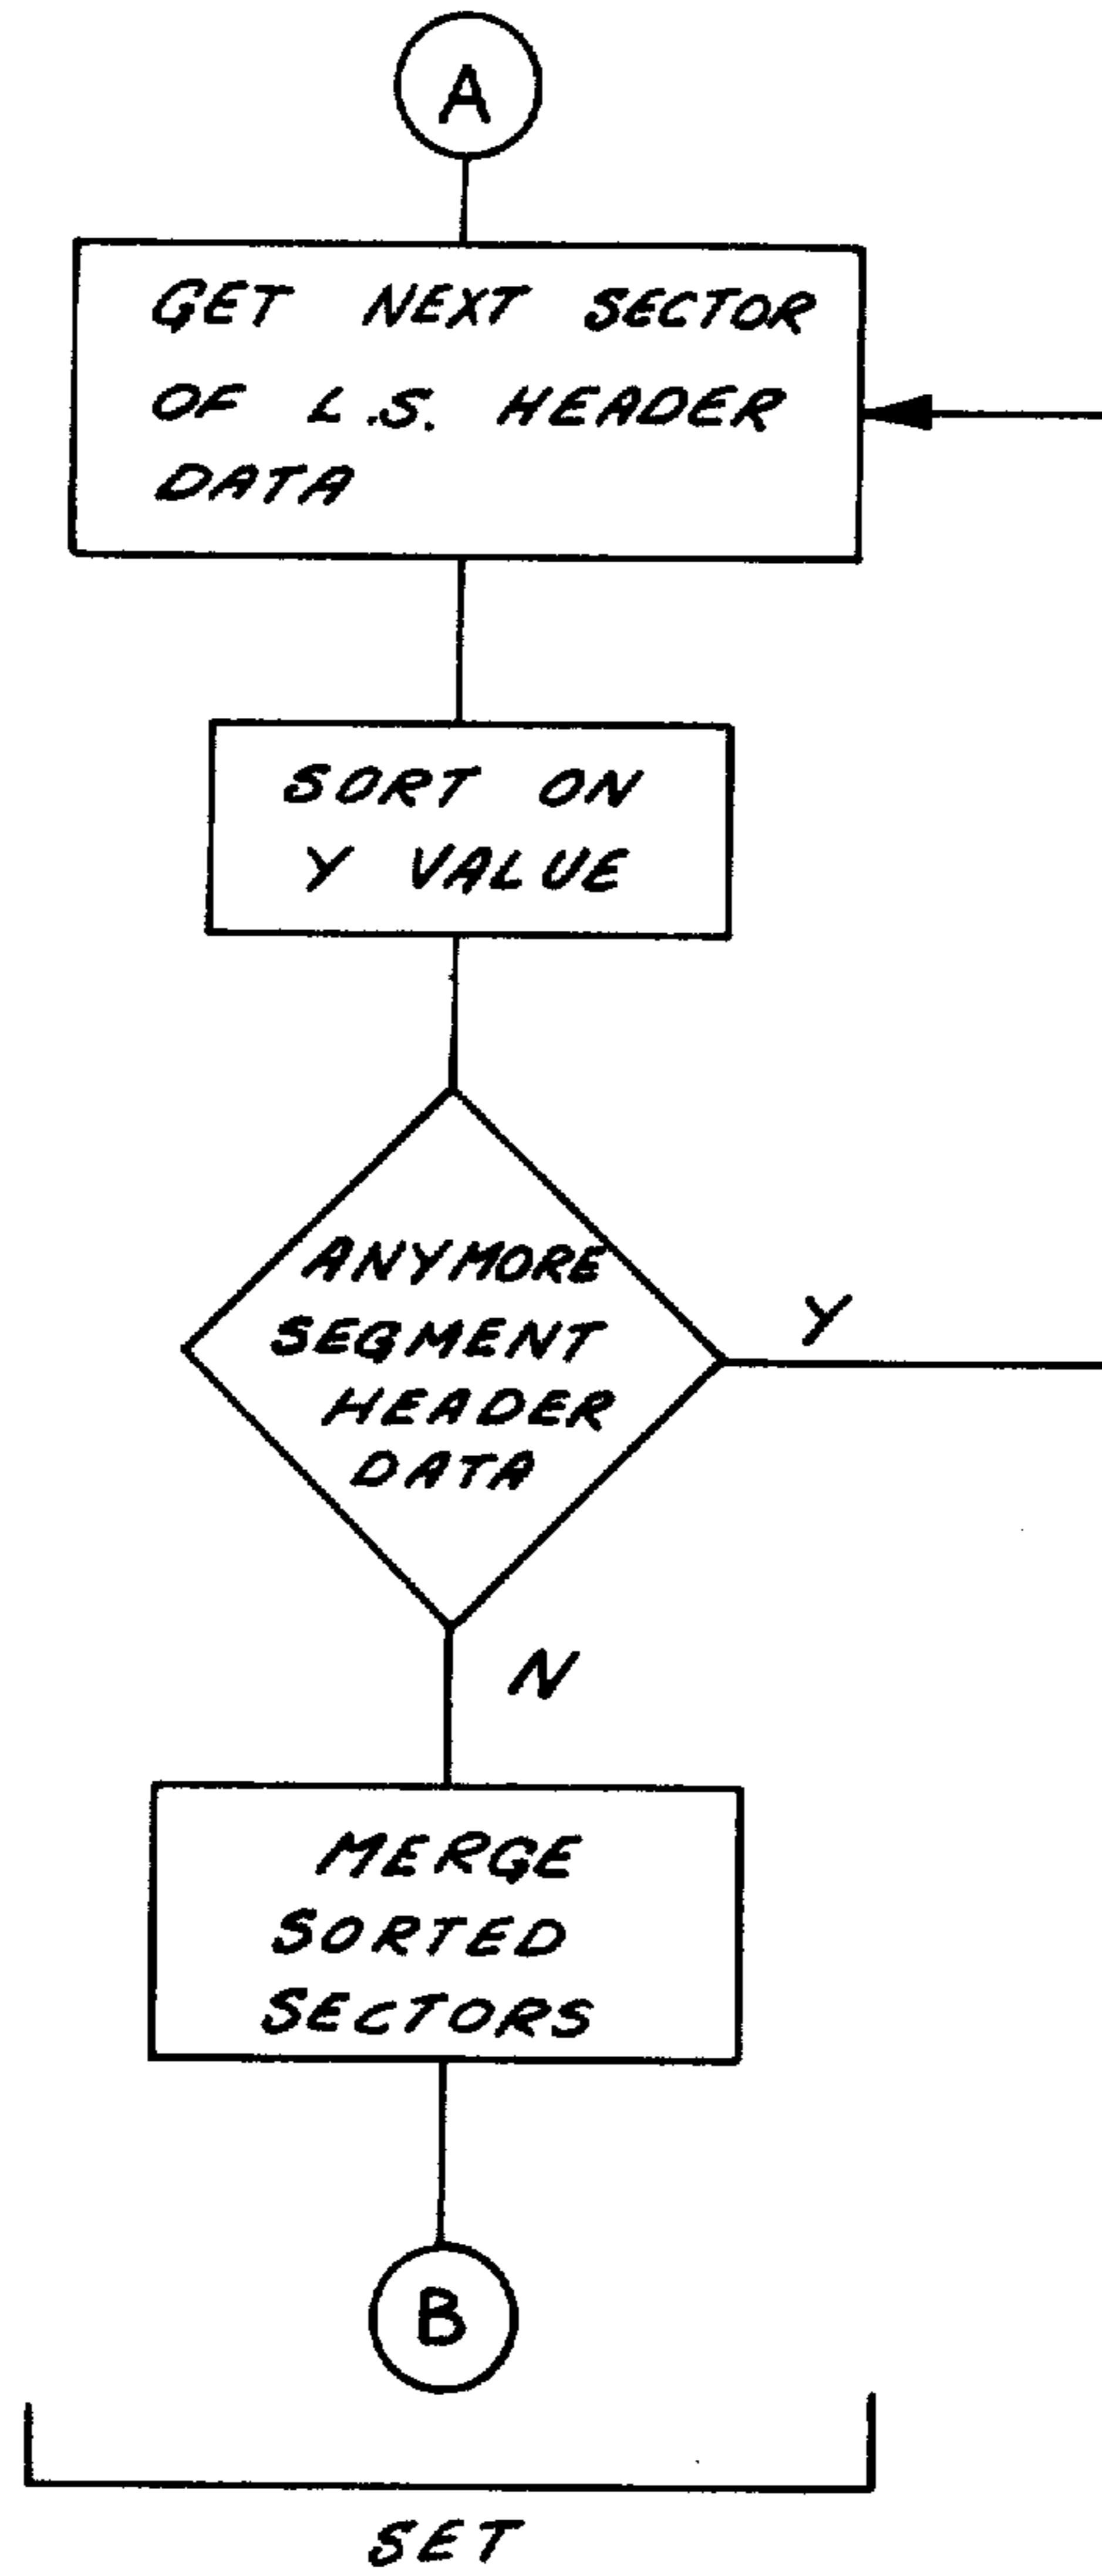 A
GET NEXT SECTOR
OF L.S. HEADER
DATA
SORT ON
Y VALUE
ANYMORE
SEGMENT
HEADER
DATA
Y
N
MERGE
SORTED
SECTORS
B
SET